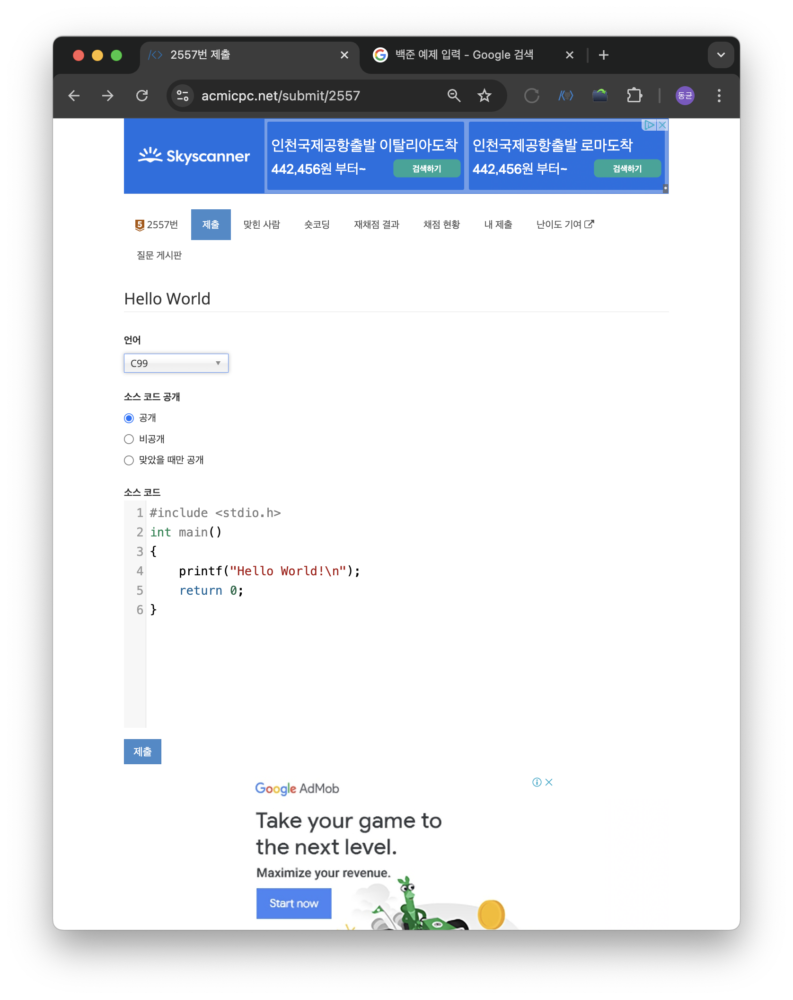 2557번 제출
백준 예제 입력 - Google 검색
acmicpc.net/submit/2557
동균
Skyscanner
인천국제공항출발 이탈리아도착
442,456원 부터~
검색하기
인천국제공항출발 로마도착
442,456원 부터~
검색하기
5 2557번
제출
맞힌 사람
숏코딩
재채점 결과
채점 현황
내 제출
난이도 기여
질문 게시판
Hello World
언어
C99
소스 코드 공개
공개
비공개
맞았을 때만 공개
소스 코드
1 #include <stdio.h>
2 int main()
3 {
4     printf("Hello World!\n");
5     return 0;
6 }
제출
Google AdMob
Take your game to
the next level.
Maximize your revenue.
Start now